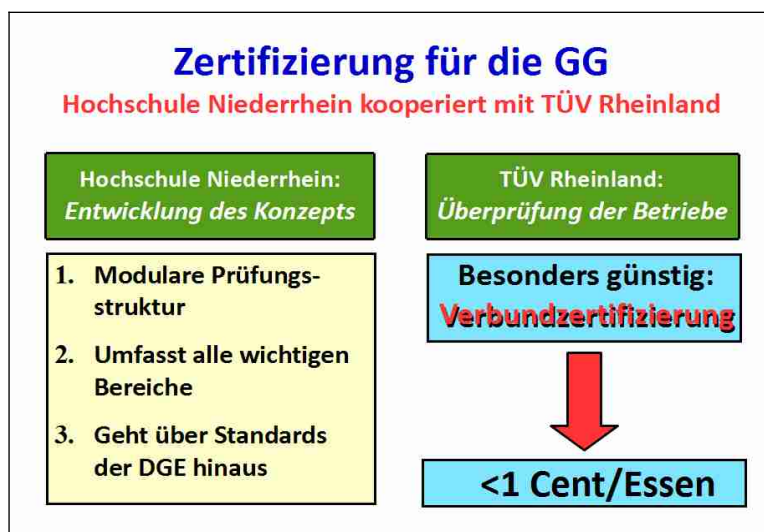 Zertifizierung für die GG
Hochschule Niederrhein kooperiert mit TÜV Rheinland
Hochschule Niederrhein:
Entwicklung des Konzepts
1. Modulare Prüfungs-
struktur
2. Umfasst alle wichtigen
Bereiche
3. Geht über Standards
der DGE hinaus
TÜV Rheinland:
Überprüfung der Betriebe
Besonders günstig:
Verbundzertifizierung
<1 Cent/Essen